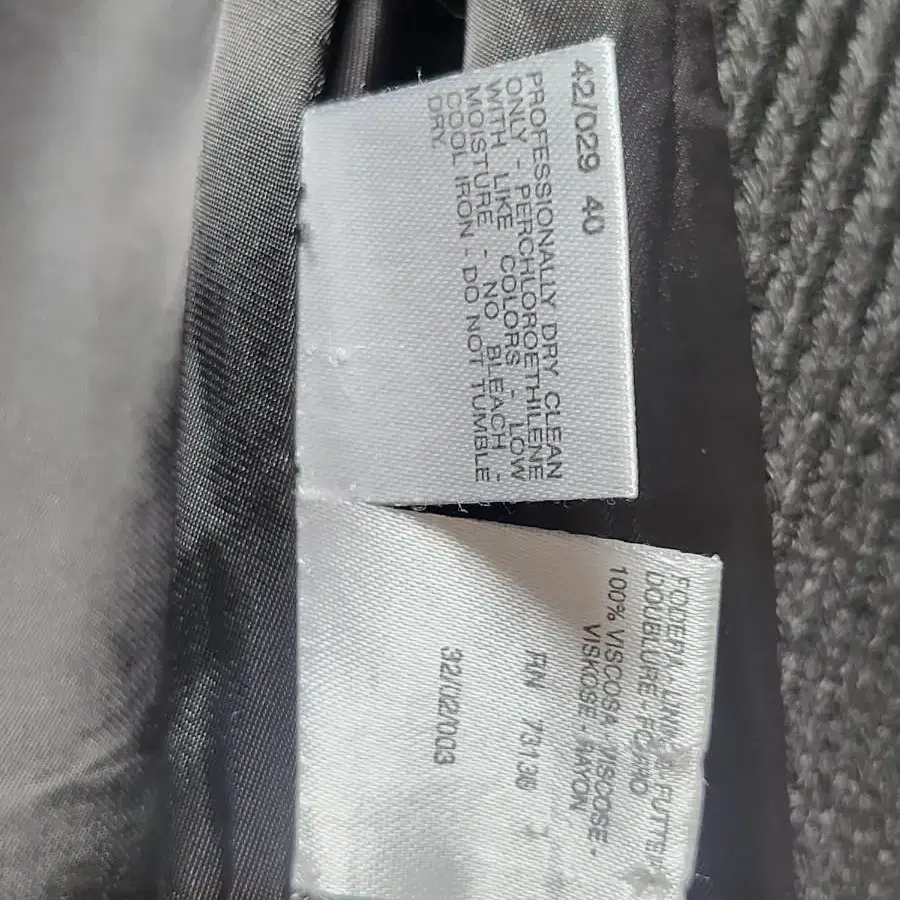 42/029 40
PROFESSIONALLY DRY CLEAN
ONLY - PERCHLOROETHILENE
WITH LIKE COLORS - LOW
MOISTURE - NO BLEACH -
COOL IRON - DO NOT TUMBLE
DRY
DOUBLURE -
100% VISCOSA - VISCOSE -
VISKOSE - RAYON
RN 73136
32/02/003